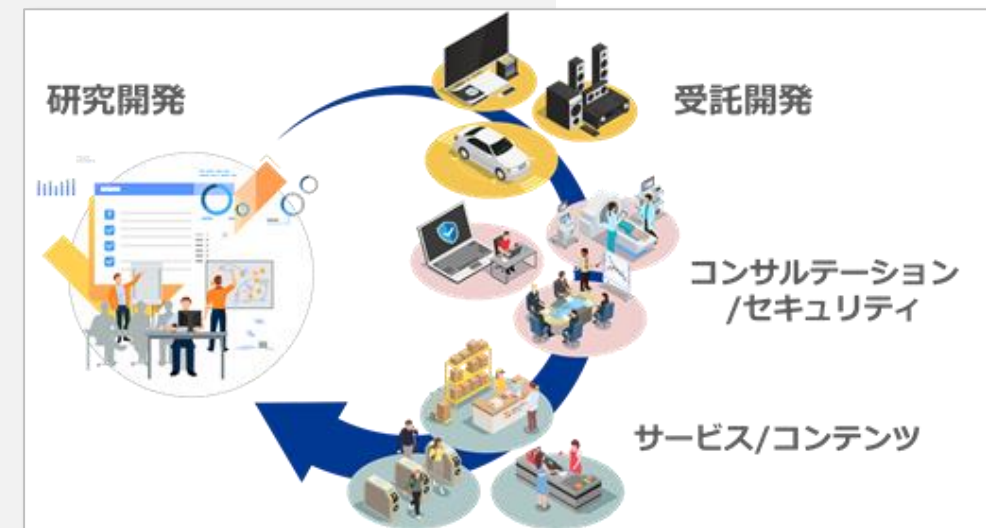 研究開発
受託開発
コンサルテーション
/セキュリティ
サービス/コンテンツ